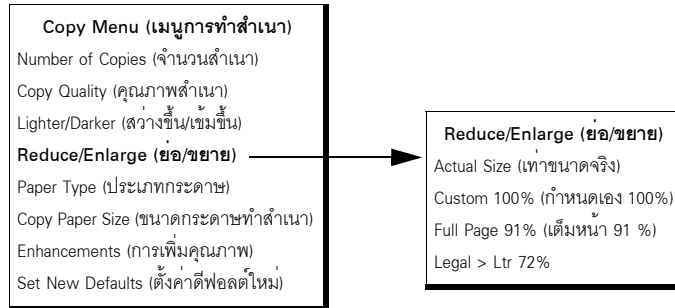 Copy Menu (เมนูการทำสำเนา)
Number of Copies (จำนวนสำเนา)
Copy Quality (คุณภาพสำเนา)
Lighter/Darker (สว่างขึ้น/เข้มขึ้น)
Reduce/Enlarge (ย่อ/ขยาย)
Paper Type (ประเภทกระดาษ)
Copy Paper Size (ขนาดกระดาษทำสำเนา)
Enhancements (การเพิ่มคุณภาพ)
Set New Defaults (ตั้งค่าดีฟอลต์ใหม่)
Reduce/Enlarge (ย่อ/ขยาย)
Actual Size (เท่าขนาดจริง)
Custom 100% (กำหนดเอง 100%)
Full Page 91% (เต็มหน้า 91 %)
Legal > Ltr 72%